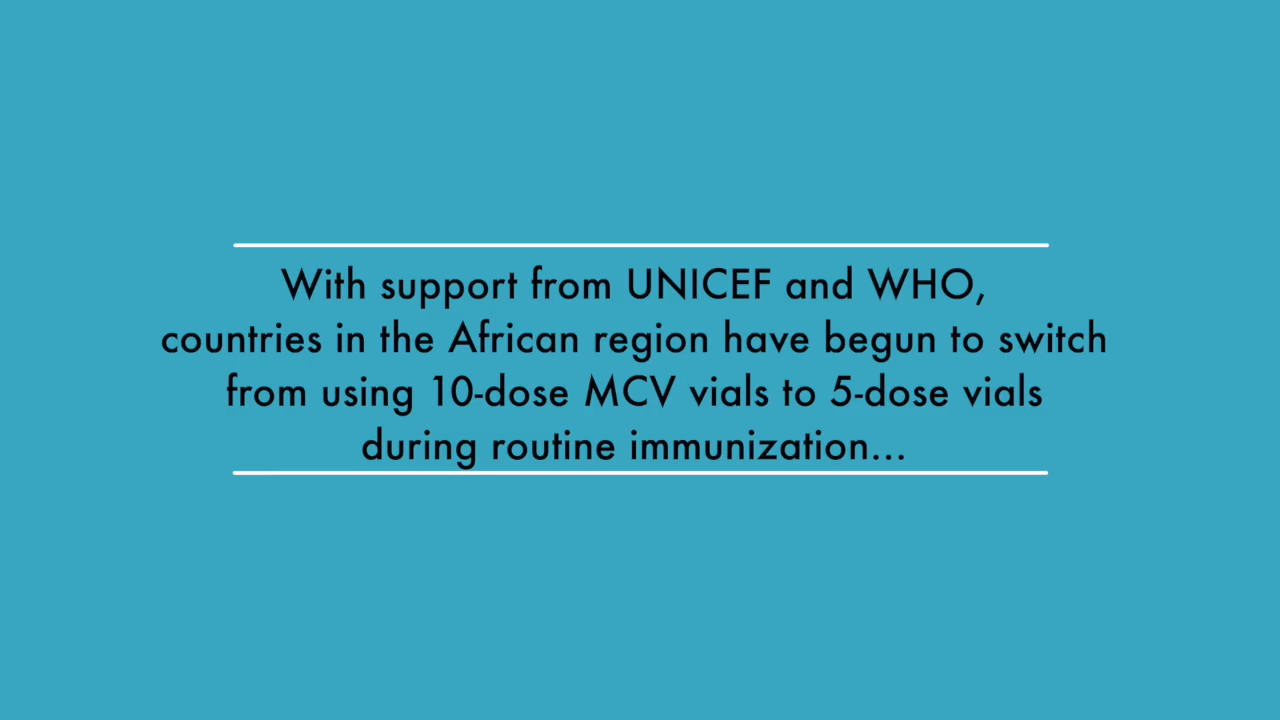 With support from UNICEF and WHO,
countries in the African region have begun to switch
from using 10-dose MCV vials to 5-dose vials
during routine immunization...